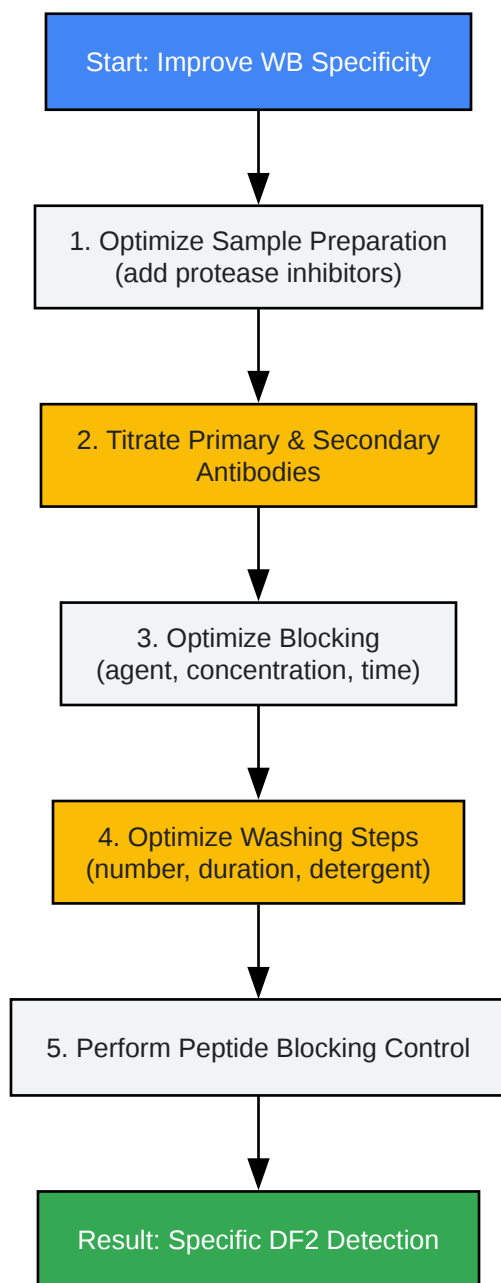 Start: Improve WB Specificity
1. Optimize Sample Preparation
(add protease inhibitors)
2. Titrate Primary & Secondary
Antibodies
3. Optimize Blocking
(agent, concentration, time)
4. Optimize Washing Steps
(number, duration, detergent)
5. Perform Peptide Blocking Control
Result: Specific DF2 Detection